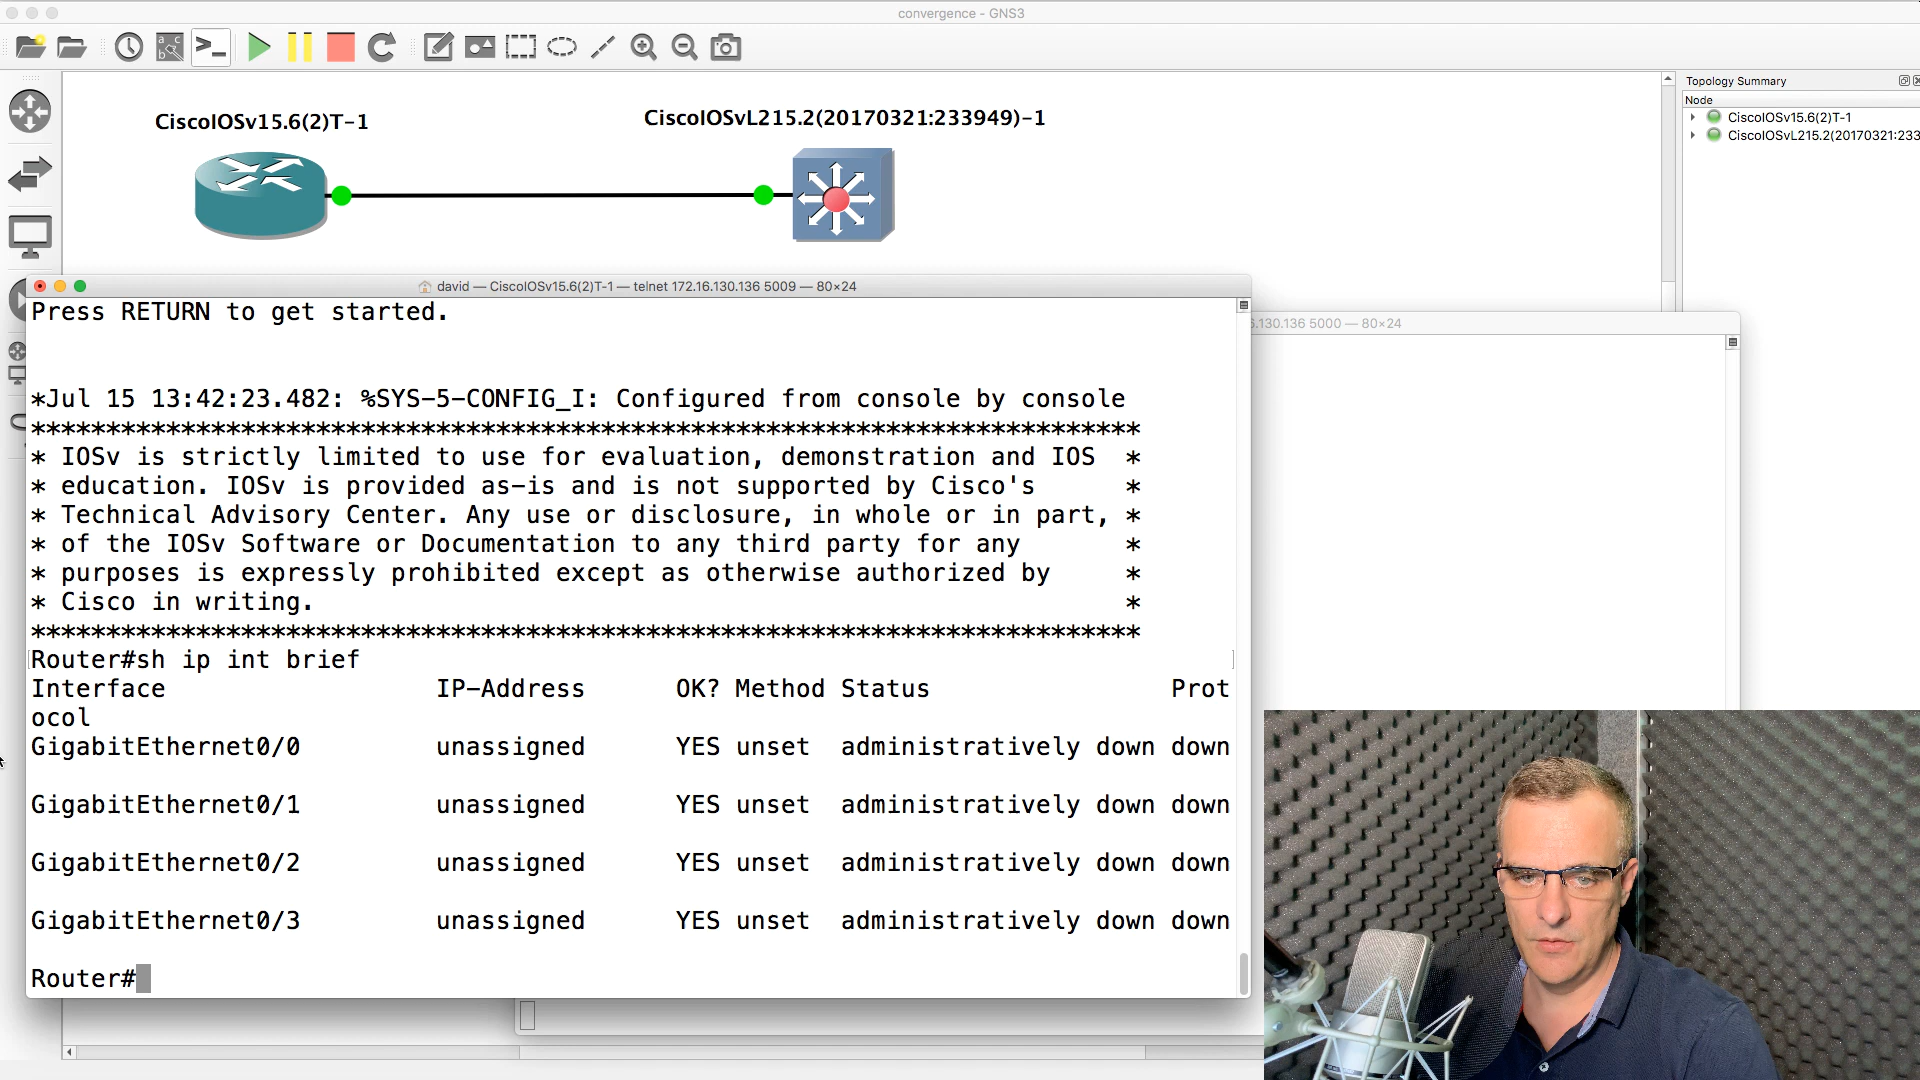 convergence - GNS3
a c
b
>_
Topology Summary
Node
CiscoIOSv15.6(2)T-1
CiscoIOSvL215.2(20170321:233
CiscoIOSv15.6(2)T-1
CiscoIOSvL215.2(20170321:233949)-1
david — CiscoIOSv15.6(2)T-1 — telnet 172.16.130.136 5009 — 80×24
.130.136 5000 — 80×24
Press RETURN to get started.
*Jul 15 13:42:23.482: %SYS-5-CONFIG_I: Configured from console by console
**************************************************************************
* IOSv is strictly limited to use for evaluation, demonstration and IOS  *
* education. IOSv is provided as-is and is not supported by Cisco's      *
* Technical Advisory Center. Any use or disclosure, in whole or in part, *
* of the IOSv Software or Documentation to any third party for any       *
* purposes is expressly prohibited except as otherwise authorized by     *
* Cisco in writing.                                                      *
**************************************************************************
Router#sh ip int brief
Interface                  IP-Address      OK? Method Status                Prot
ocol
GigabitEthernet0/0         unassigned      YES unset  administratively down down
GigabitEthernet0/1         unassigned      YES unset  administratively down down
GigabitEthernet0/2         unassigned      YES unset  administratively down down
GigabitEthernet0/3         unassigned      YES unset  administratively down down
Router#